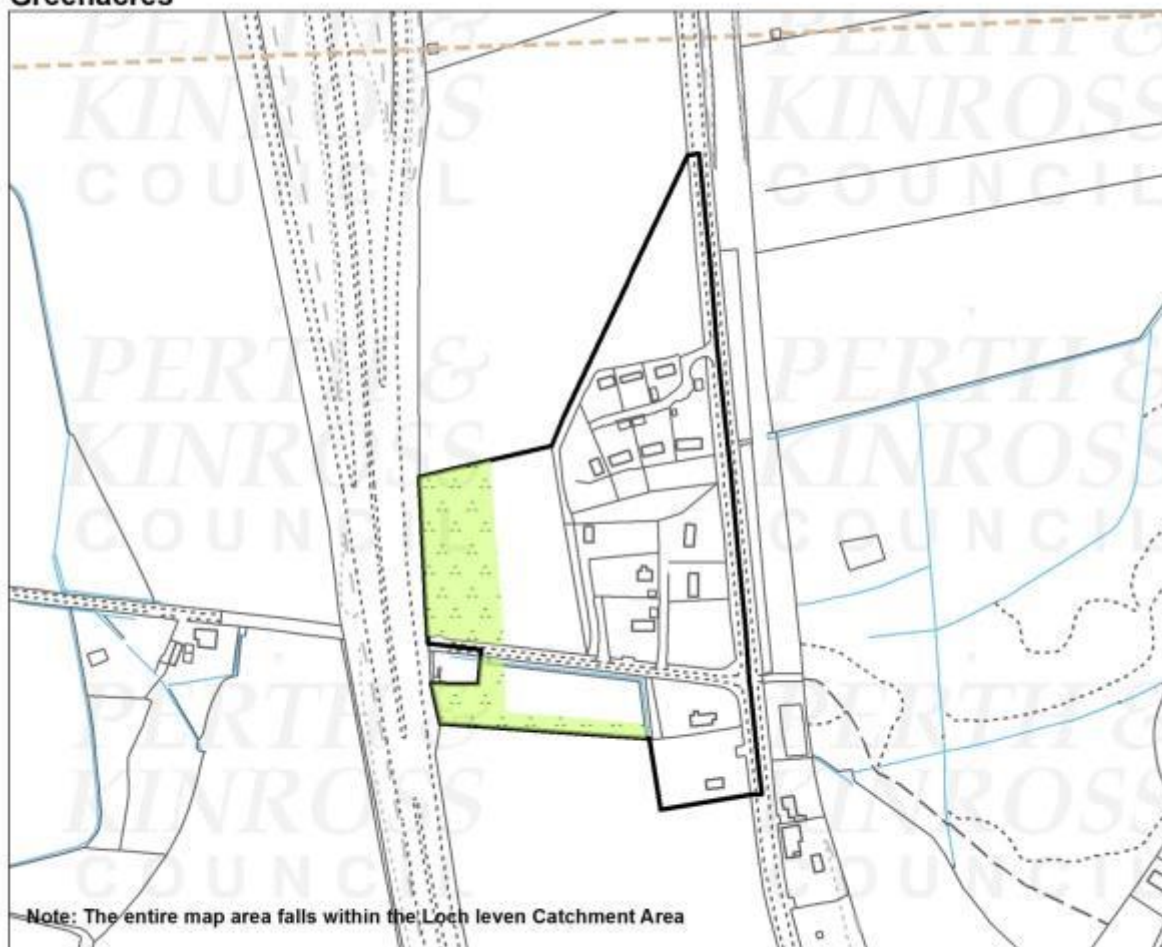 Greenacres
PERTH &
KINROSS
COUNCIL
PERTH &
KINROSS
COUNCIL
PERTH &
KINROSS
COUNCIL
PERTH &
KINROSS
COUNCIL
PERTH &
KINROSS
COUNCIL
PERTH &
KINROSS
COUNCIL
Note: The entire map area falls within the Loch leven Catchment Area